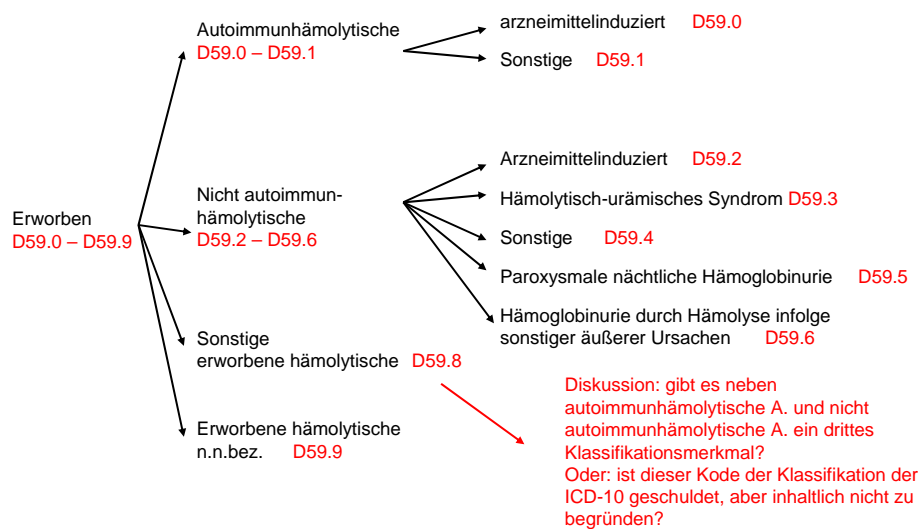 Erworben
D59.0 – D59.9
Autoimmunhämolytische
D59.0 – D59.1
arzneimittelinduziert D59.0
Sonstige D59.1
Nicht autoimmun-
hämolytische
D59.2 – D59.6
Arzneimittelinduziert D59.2
Hämolytisch-urämisches Syndrom D59.3
Sonstige D59.4
Paroxysmale nächtliche Hämoglobinurie D59.5
Hämoglobinurie durch Hämolyse infolge
sonstiger äußerer Ursachen D59.6
Sonstige
erworbene hämolytische D59.8
Diskussion: gibt es neben
autoimmunhämolytische A. und nicht
autoimmunhämolytische A. ein drittes
Klassifikationsmerkmal?
Oder: ist dieser Kode der Klassifikation der
ICD-10 geschuldet, aber inhaltlich nicht zu
begründen?
Erworbene hämolytische
n.n.bez. D59.9